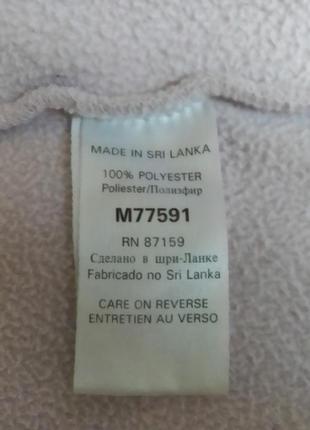 MADE IN SRI LANKA
100% POLYESTER
Poliester/Полиэфир
M77591
RN 87159
Сделано в шри-Ланке
Fabricado no Sri Lanka
CARE ON REVERSE
ENTRETIEN AU VERSO